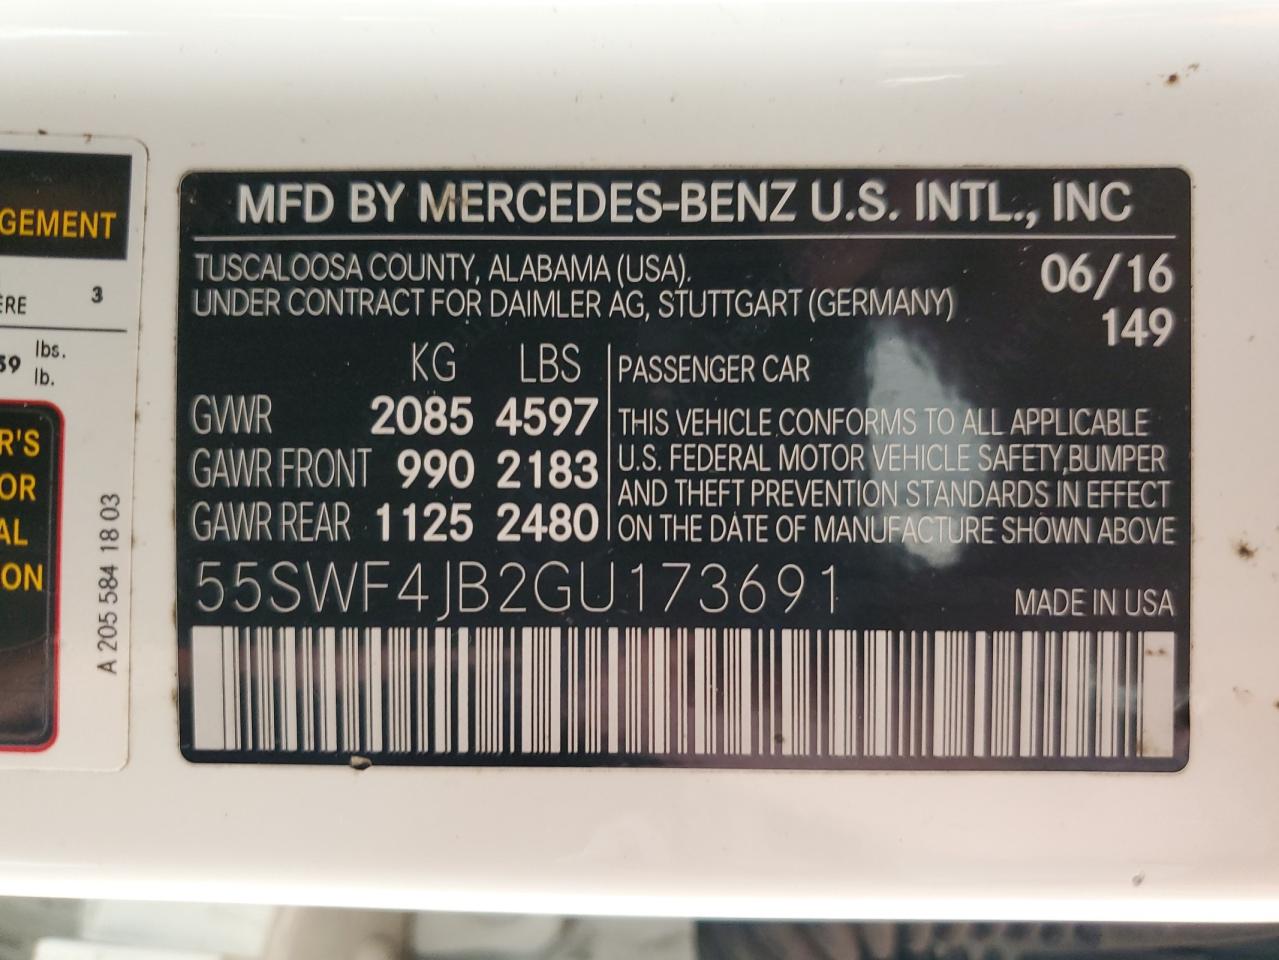 MFD BY MERCEDES-BENZ U.S. INTL., INC
TUSCALOOSA COUNTY, ALABAMA (USA).
UNDER CONTRACT FOR DAIMLER AG, STUTTGART (GERMANY)
06/16
149
KG LBS
GVWR 2085 4597
GAWR FRONT 990 2183
GAWR REAR 1125 2480
PASSENGER CAR
THIS VEHICLE CONFORMS TO ALL APPLICABLE
U.S. FEDERAL MOTOR VEHICLE SAFETY,BUMPER
AND THEFT PREVENTION STANDARDS IN EFFECT
ON THE DATE OF MANUFACTURE SHOWN ABOVE
55SWF4JB2GU173691
MADE IN USA
GEMENT
3
lbs.
lb.
R'S
OR
AL
ON
A 205 584 18 03